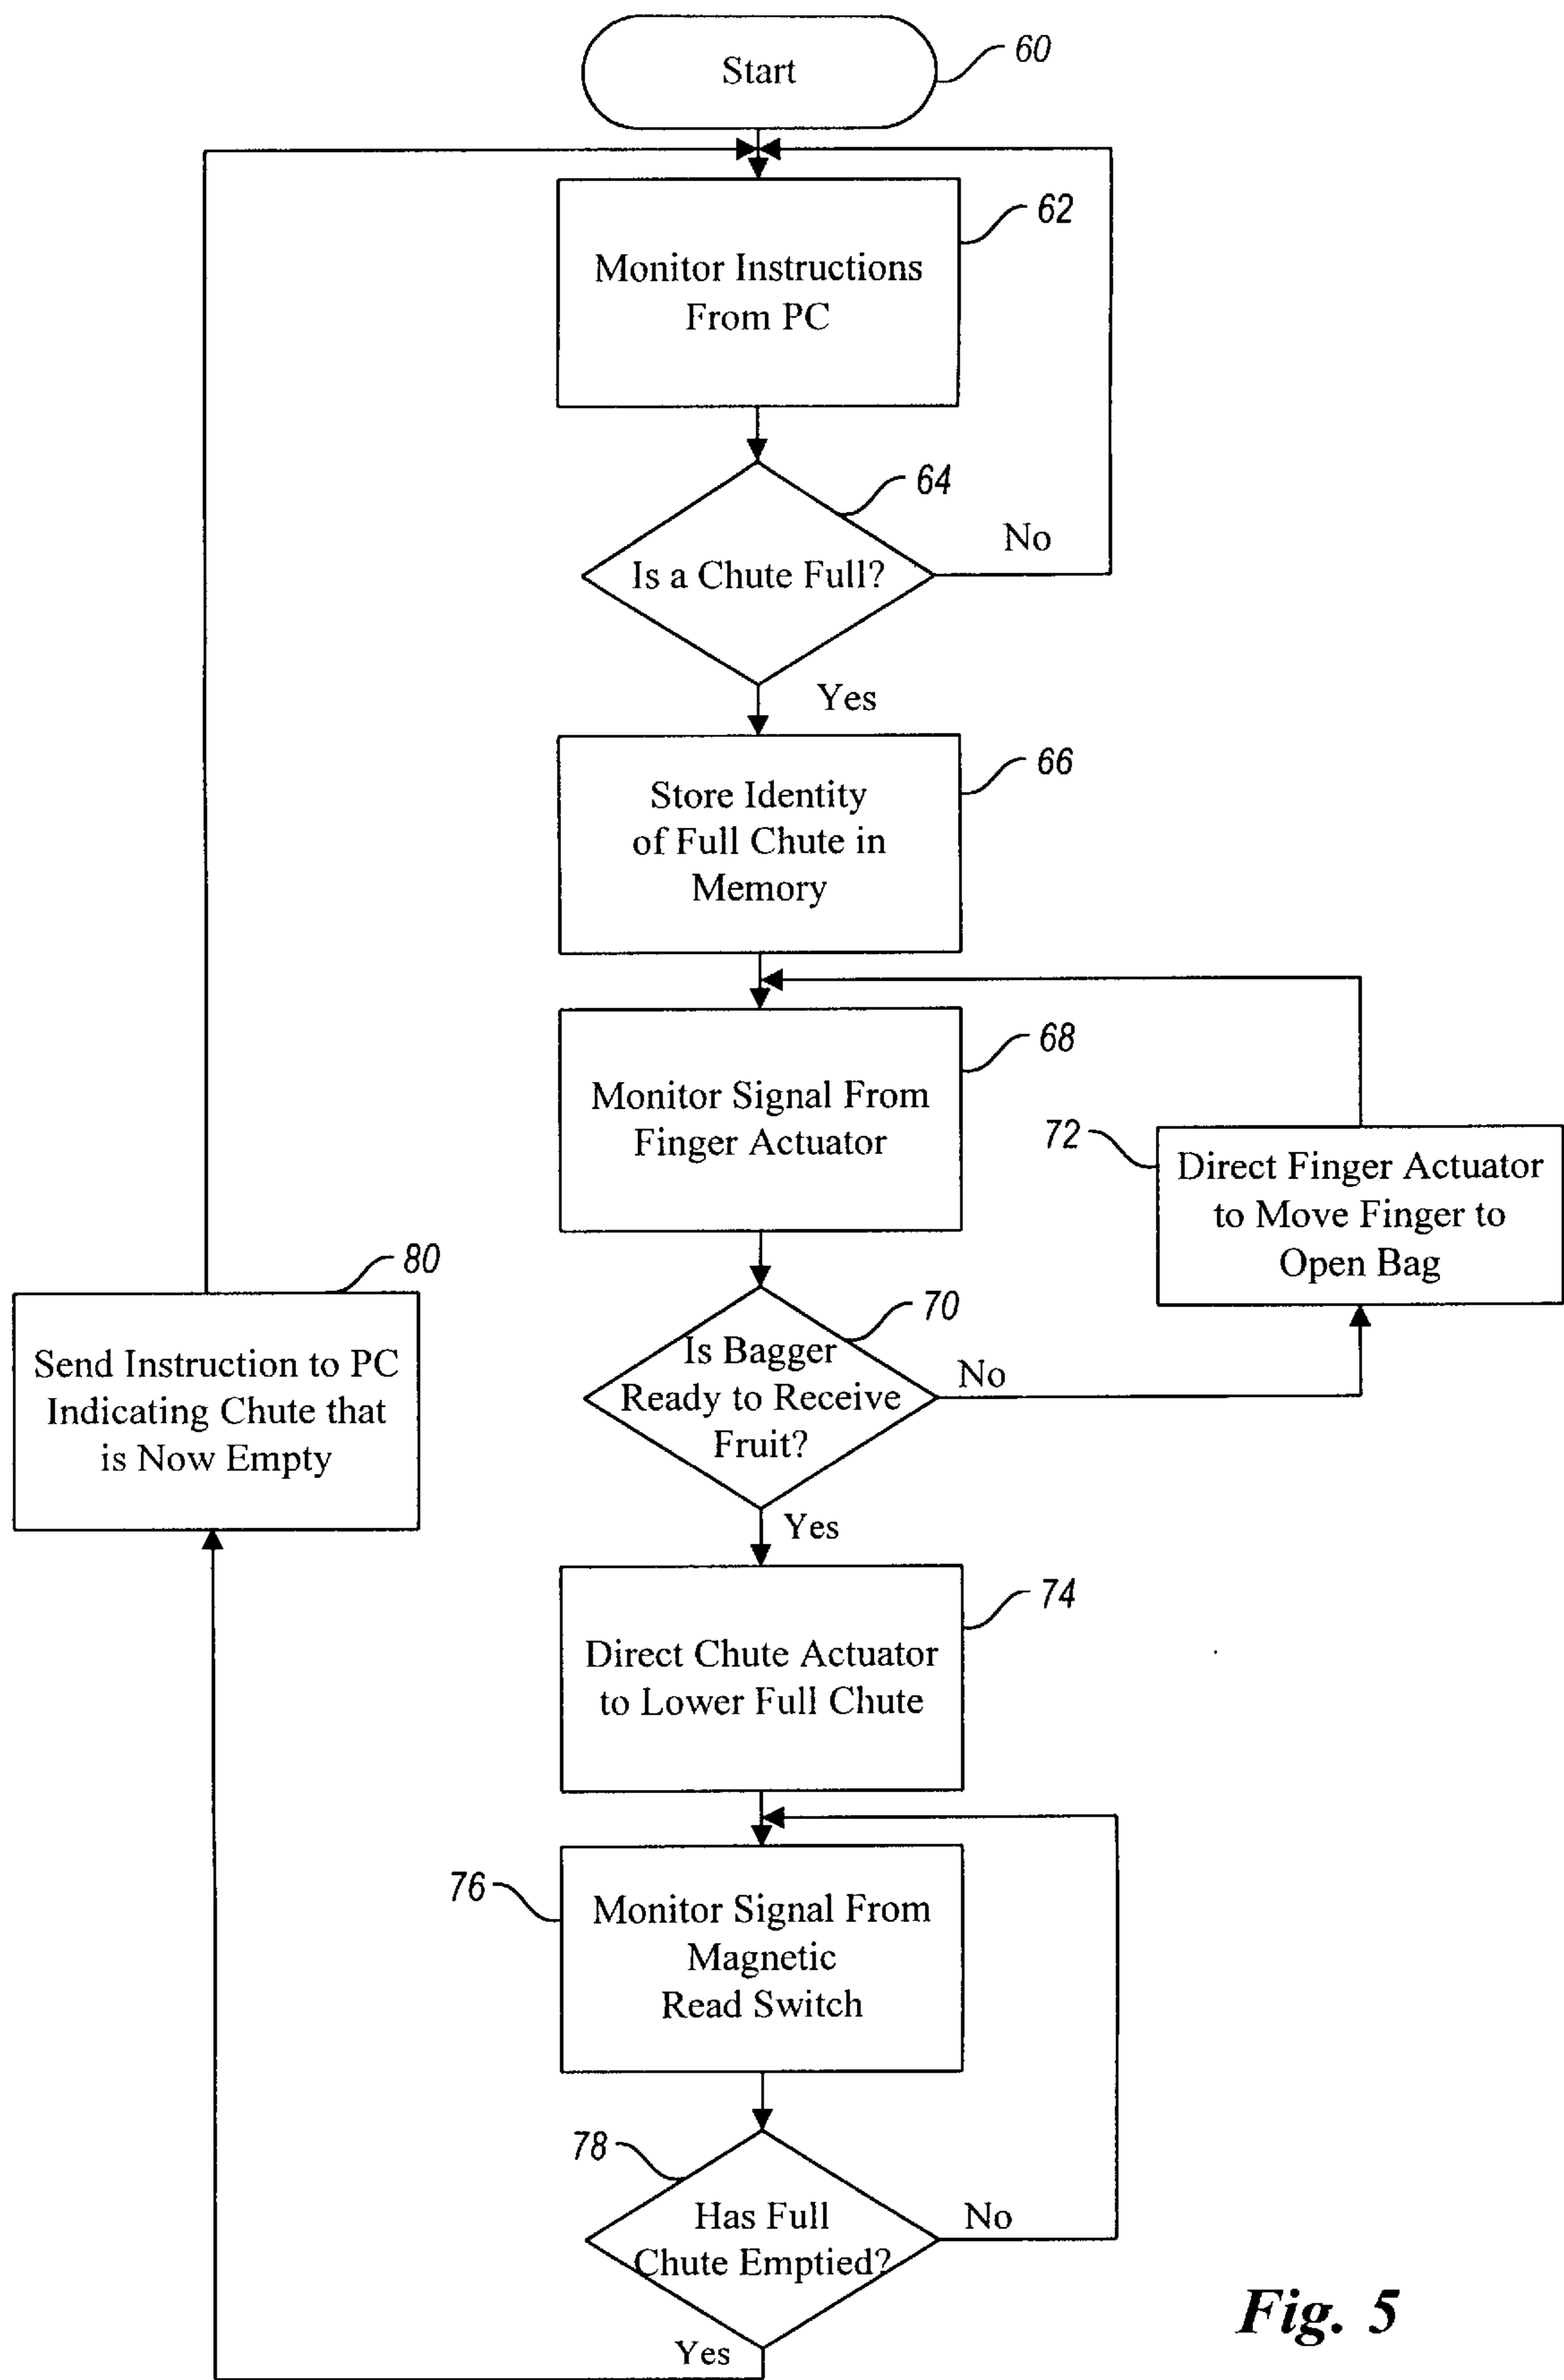 Start
60
62
Monitor Instructions
From PC
64
No
Is a Chute Full?
Yes
66
Store Identity
of Full Chute in
Memory
68
Monitor Signal From
Finger Actuator
72
Direct Finger Actuator
to Move Finger to
Open Bag
80
Send Instruction to PC
Indicating Chute that
is Now Empty
70
Is Bagger
Ready to Receive
Fruit?
No
Yes
74
Direct Chute Actuator
to Lower Full Chute
76
Monitor Signal From
Magnetic
Read Switch
78
Has Full
Chute Emptied?
No
Yes
Fig. 5